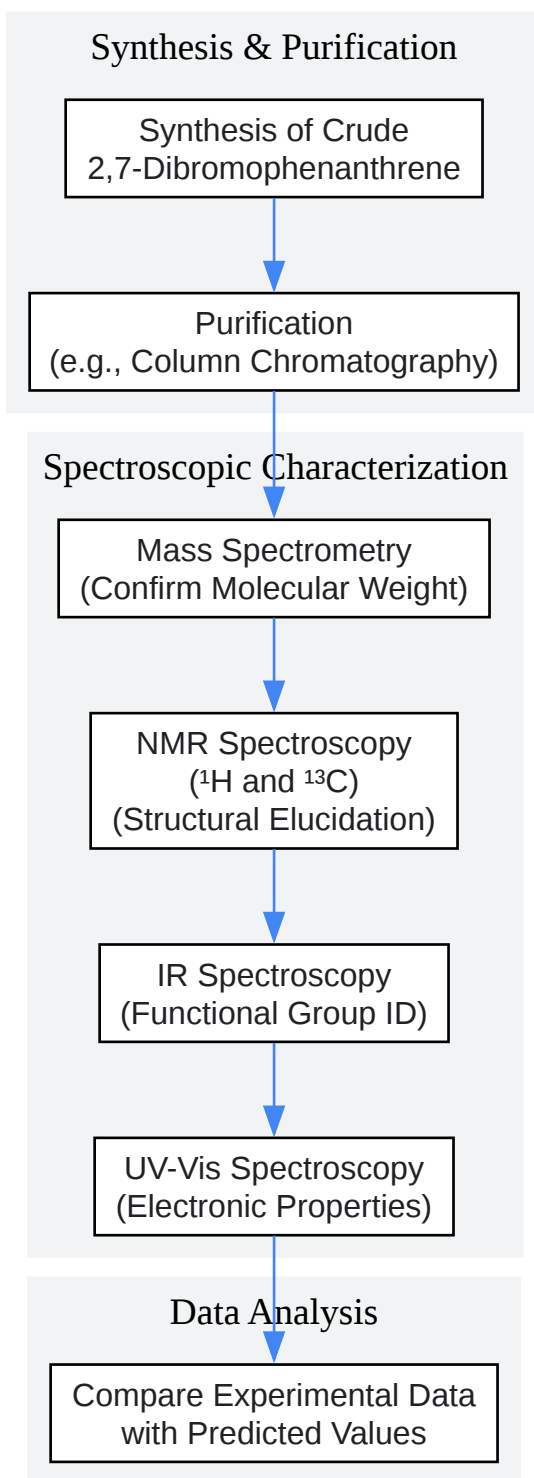 Synthesis & Purification
Synthesis of Crude
2,7-Dibromophenanthrene
Purification
(e.g., Column Chromatography)
Spectroscopic Characterization
Mass Spectrometry
(Confirm Molecular Weight)
NMR Spectroscopy
(¹H and ¹³C)
(Structural Elucidation)
IR Spectroscopy
(Functional Group ID)
UV-Vis Spectroscopy
(Electronic Properties)
Data Analysis
Compare Experimental Data
with Predicted Values